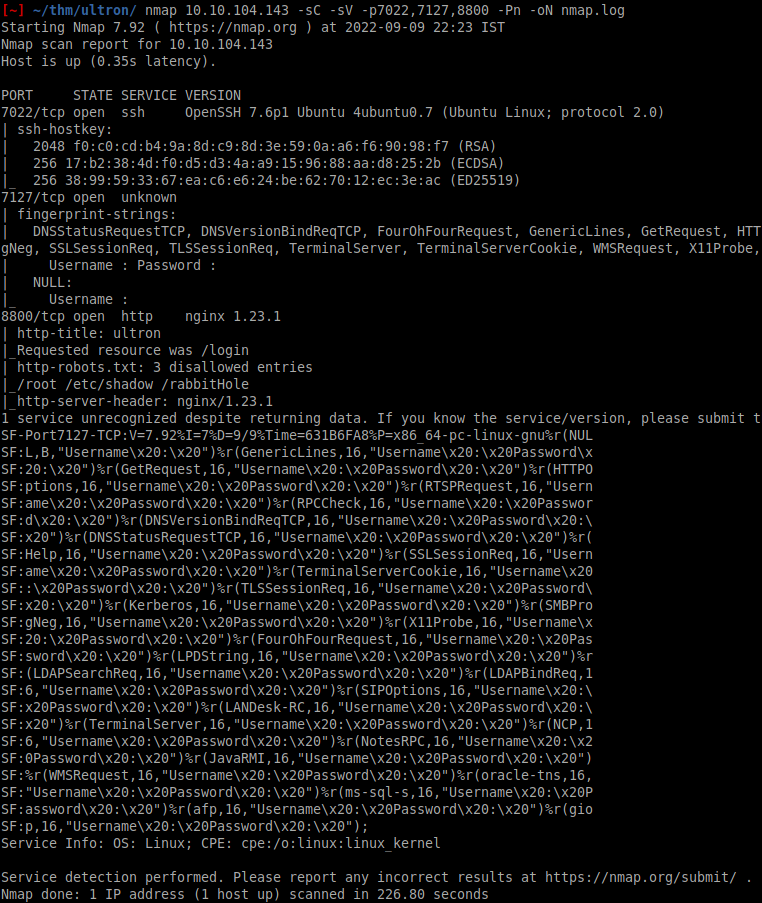 [~] ~/thm/ultron/ nmap 10.10.104.143 -sC -sV -p7022,7127,8800 -Pn -oN nmap.log
Starting Nmap 7.92 ( https://nmap.org ) at 2022-09-09 22:23 IST
Nmap scan report for 10.10.104.143
Host is up (0.35s latency).

PORT     STATE SERVICE VERSION
7022/tcp open  ssh     OpenSSH 7.6p1 Ubuntu 4ubuntu0.7 (Ubuntu Linux; protocol 2.0)
| ssh-hostkey:
|   2048 f0:c0:cd:b4:9a:8d:c9:8d:3e:59:0a:a6:f6:90:98:f7 (RSA)
|   256 17:b2:38:4d:f0:d5:d3:4a:a9:15:96:88:aa:d8:25:2b (ECDSA)
|_  256 38:99:59:33:67:ea:c6:e6:24:be:62:70:12:ec:3e:ac (ED25519)
7127/tcp open  unknown
| fingerprint-strings:
|   DNSStatusRequestTCP, DNSVersionBindReqTCP, FourOhFourRequest, GenericLines, GetRequest, HTT
gNeg, SSLSessionReq, TLSSessionReq, TerminalServer, TerminalServerCookie, WMSRequest, X11Probe,
|     Username : Password :
|   NULL:
|_    Username :
8800/tcp open  http    nginx 1.23.1
| http-title: ultron
|_Requested resource was /login
| http-robots.txt: 3 disallowed entries
|_/root /etc/shadow /rabbitHole
|_http-server-header: nginx/1.23.1
1 service unrecognized despite returning data. If you know the service/version, please submit t
SF-Port7127-TCP:V=7.92%I=7%D=9/9%Time=631B6FA8%P=x86_64-pc-linux-gnu%r(NUL
SF:L,B,"Username\x20:\x20")%r(GenericLines,16,"Username\x20:\x20Password\x
SF:20:\x20")%r(GetRequest,16,"Username\x20:\x20Password\x20:\x20")%r(HTTPO
SF:ptions,16,"Username\x20:\x20Password\x20:\x20")%r(RTSPRequest,16,"Usern
SF:ame\x20:\x20Password\x20:\x20")%r(RPCCheck,16,"Username\x20:\x20Passwor
SF:d\x20:\x20")%r(DNSVersionBindReqTCP,16,"Username\x20:\x20Password\x20:\
SF:x20")%r(DNSStatusRequestTCP,16,"Username\x20:\x20Password\x20:\x20")%r(
SF:Help,16,"Username\x20:\x20Password\x20:\x20")%r(SSLSessionReq,16,"Usern
SF:ame\x20:\x20Password\x20:\x20")%r(TerminalServerCookie,16,"Username\x20
SF::\x20Password\x20:\x20")%r(TLSSessionReq,16,"Username\x20:\x20Password\
SF:x20:\x20")%r(Kerberos,16,"Username\x20:\x20Password\x20:\x20")%r(SMBPro
SF:gNeg,16,"Username\x20:\x20Password\x20:\x20")%r(X11Probe,16,"Username\x
SF:20:\x20Password\x20:\x20")%r(FourOhFourRequest,16,"Username\x20:\x20Pas
SF:sword\x20:\x20")%r(LPDString,16,"Username\x20:\x20Password\x20:\x20")%r
SF:(LDAPSearchReq,16,"Username\x20:\x20Password\x20:\x20")%r(LDAPBindReq,1
SF:6,"Username\x20:\x20Password\x20:\x20")%r(SIPOptions,16,"Username\x20:\
SF:x20Password\x20:\x20")%r(LANDesk-RC,16,"Username\x20:\x20Password\x20:\
SF:x20")%r(TerminalServer,16,"Username\x20:\x20Password\x20:\x20")%r(NCP,1
SF:6,"Username\x20:\x20Password\x20:\x20")%r(NotesRPC,16,"Username\x20:\x2
SF:0Password\x20:\x20")%r(JavaRMI,16,"Username\x20:\x20Password\x20:\x20")
SF:%r(WMSRequest,16,"Username\x20:\x20Password\x20:\x20")%r(oracle-tns,16,
SF:"Username\x20:\x20Password\x20:\x20")%r(ms-sql-s,16,"Username\x20:\x20P
SF:assword\x20:\x20")%r(afp,16,"Username\x20:\x20Password\x20:\x20")%r(gio
SF:p,16,"Username\x20:\x20Password\x20:\x20");
Service Info: OS: Linux; CPE: cpe:/o:linux:linux_kernel

Service detection performed. Please report any incorrect results at https://nmap.org/submit/ .
Nmap done: 1 IP address (1 host up) scanned in 226.80 seconds